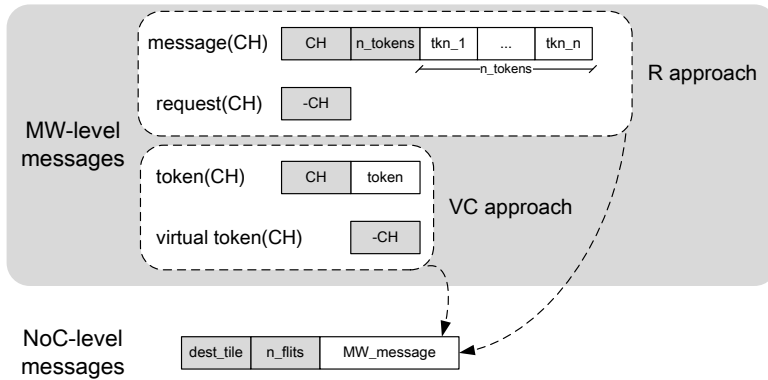 message(CH) CH n_tokens tkn_1 ... tkn_n
n_tokens
R approach
request(CH) -CH
MW-level
messages
token(CH) CH token
VC approach
virtual token(CH) -CH
NoC-level
messages
dest_tile n_flits MW_message